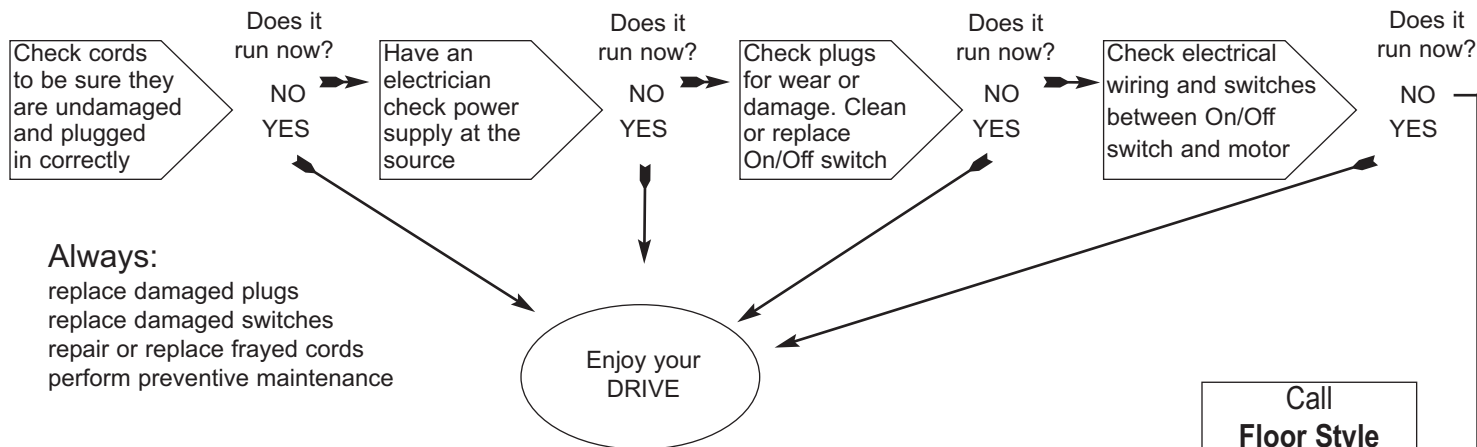 Check cords
to be sure they
are undamaged
and plugged
in correctly
Does it
run now?
NO
YES
Have an
electrician
check power
supply at the
source
Does it
run now?
NO
YES
Check plugs
for wear or
damage. Clean
or replace
On/Off switch
Does it
run now?
NO
YES
Check electrical
wiring and switches
between On/Off
switch and motor
Does it
run now?
NO
YES
Always:
replace damaged plugs
replace damaged switches
repair or replace frayed cords
perform preventive maintenance
Enjoy your
DRIVE
Call
Floor Style